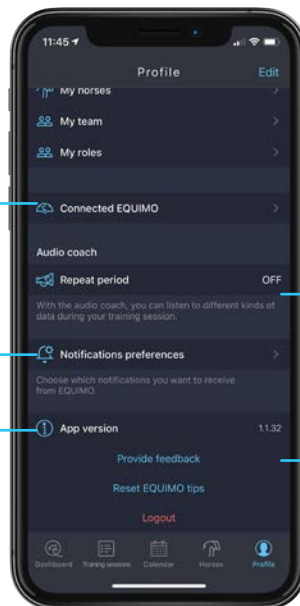 11:45
Profile
Edit
My horses
My team
My roles
Connected EQUIMO
Audio coach
Repeat period
OFF
With the audio coach, you can listen to different kinds of
data during your training session.
Notifications preferences
Choose which notifications you want to receive
from EQUIMO.
App version
1.1.32
Provide feedback
Reset EQUIMO tips
Logout
Dashboard
Training sessions
Calendar
Horses
Profile